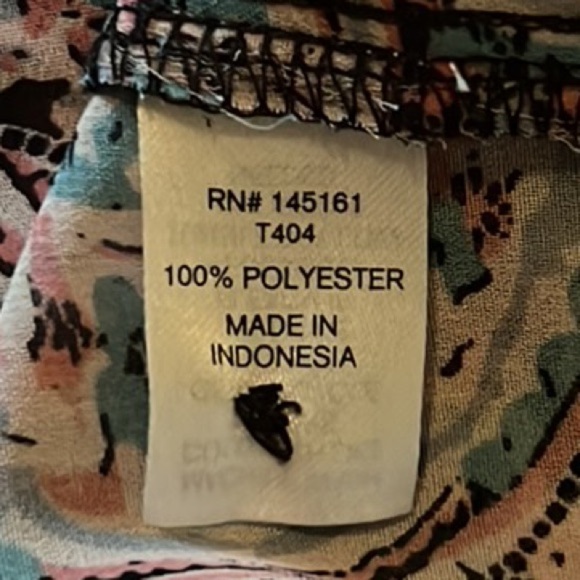 RN# 145161
T404
100% POLYESTER
MADE IN
INDONESIA